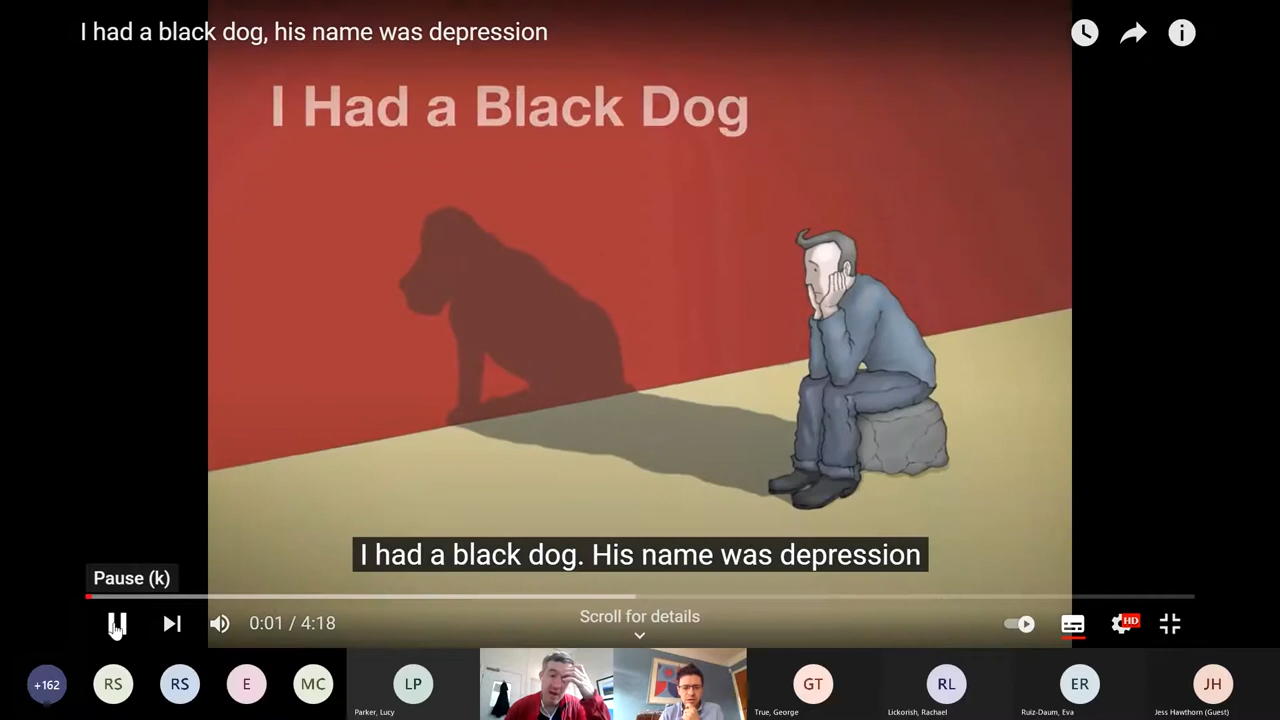 I had a black dog, his name was depression
I Had a Black Dog
I had a black dog. His name was depression
Pause (k)
0:01 / 4:18
Scroll for details
HD
+162
RS
RS
E
MC
LP
Parker, Lucy
GT
True, George
RL
Lickorish, Rachael
ER
Ruiz-Daum, Eva
JH
Jess Hawthorn (Guest)